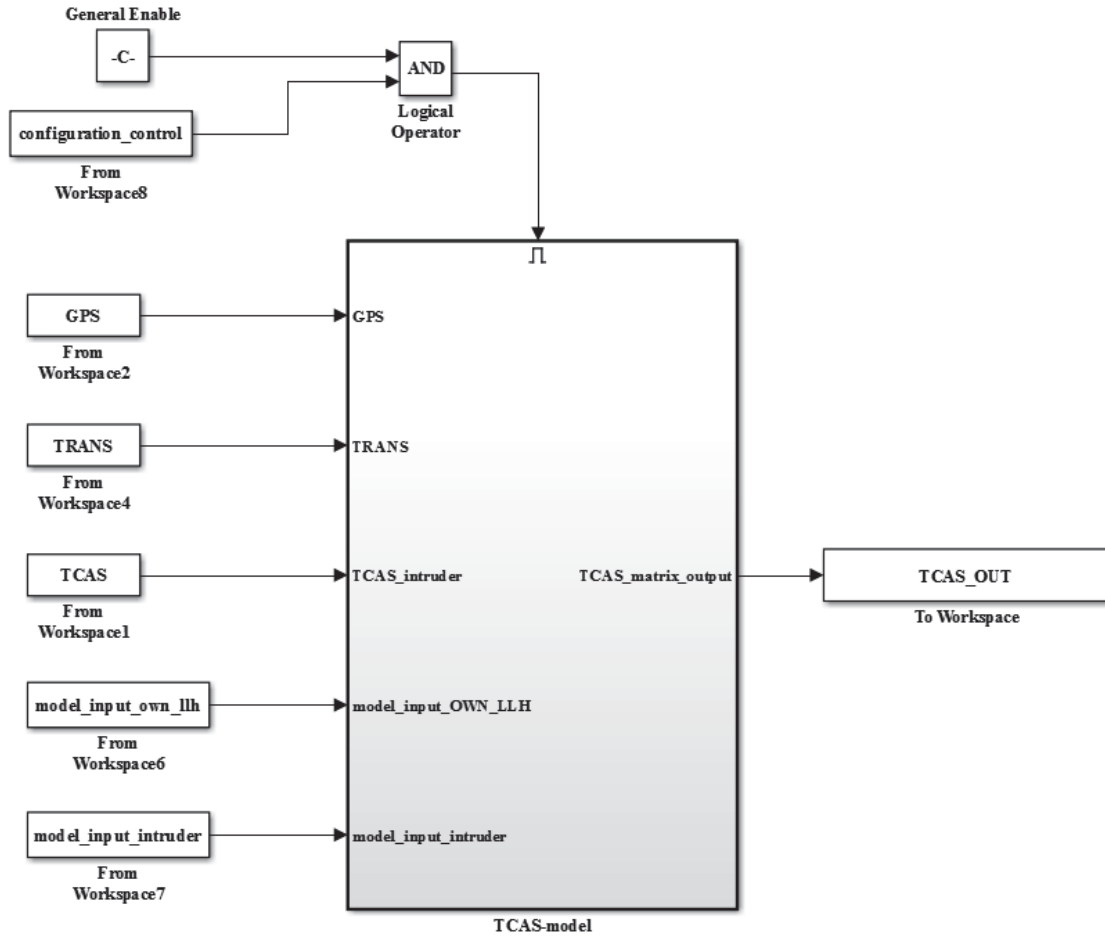 General Enable
-C-
AND
Logical
Operator
configuration_control
From
Workspace8
GPS
From
Workspace2
GPS
TRANS
From
Workspace4
TRANS
TCAS
From
Workspace1
TCAS_intruder
TCAS_matrix_output
TCAS_OUT
To Workspace
model_input_own_llh
From
Workspace6
model_input_OWN_LLH
model_input_intruder
From
Workspace7
model_input_intruder
TCAS-model